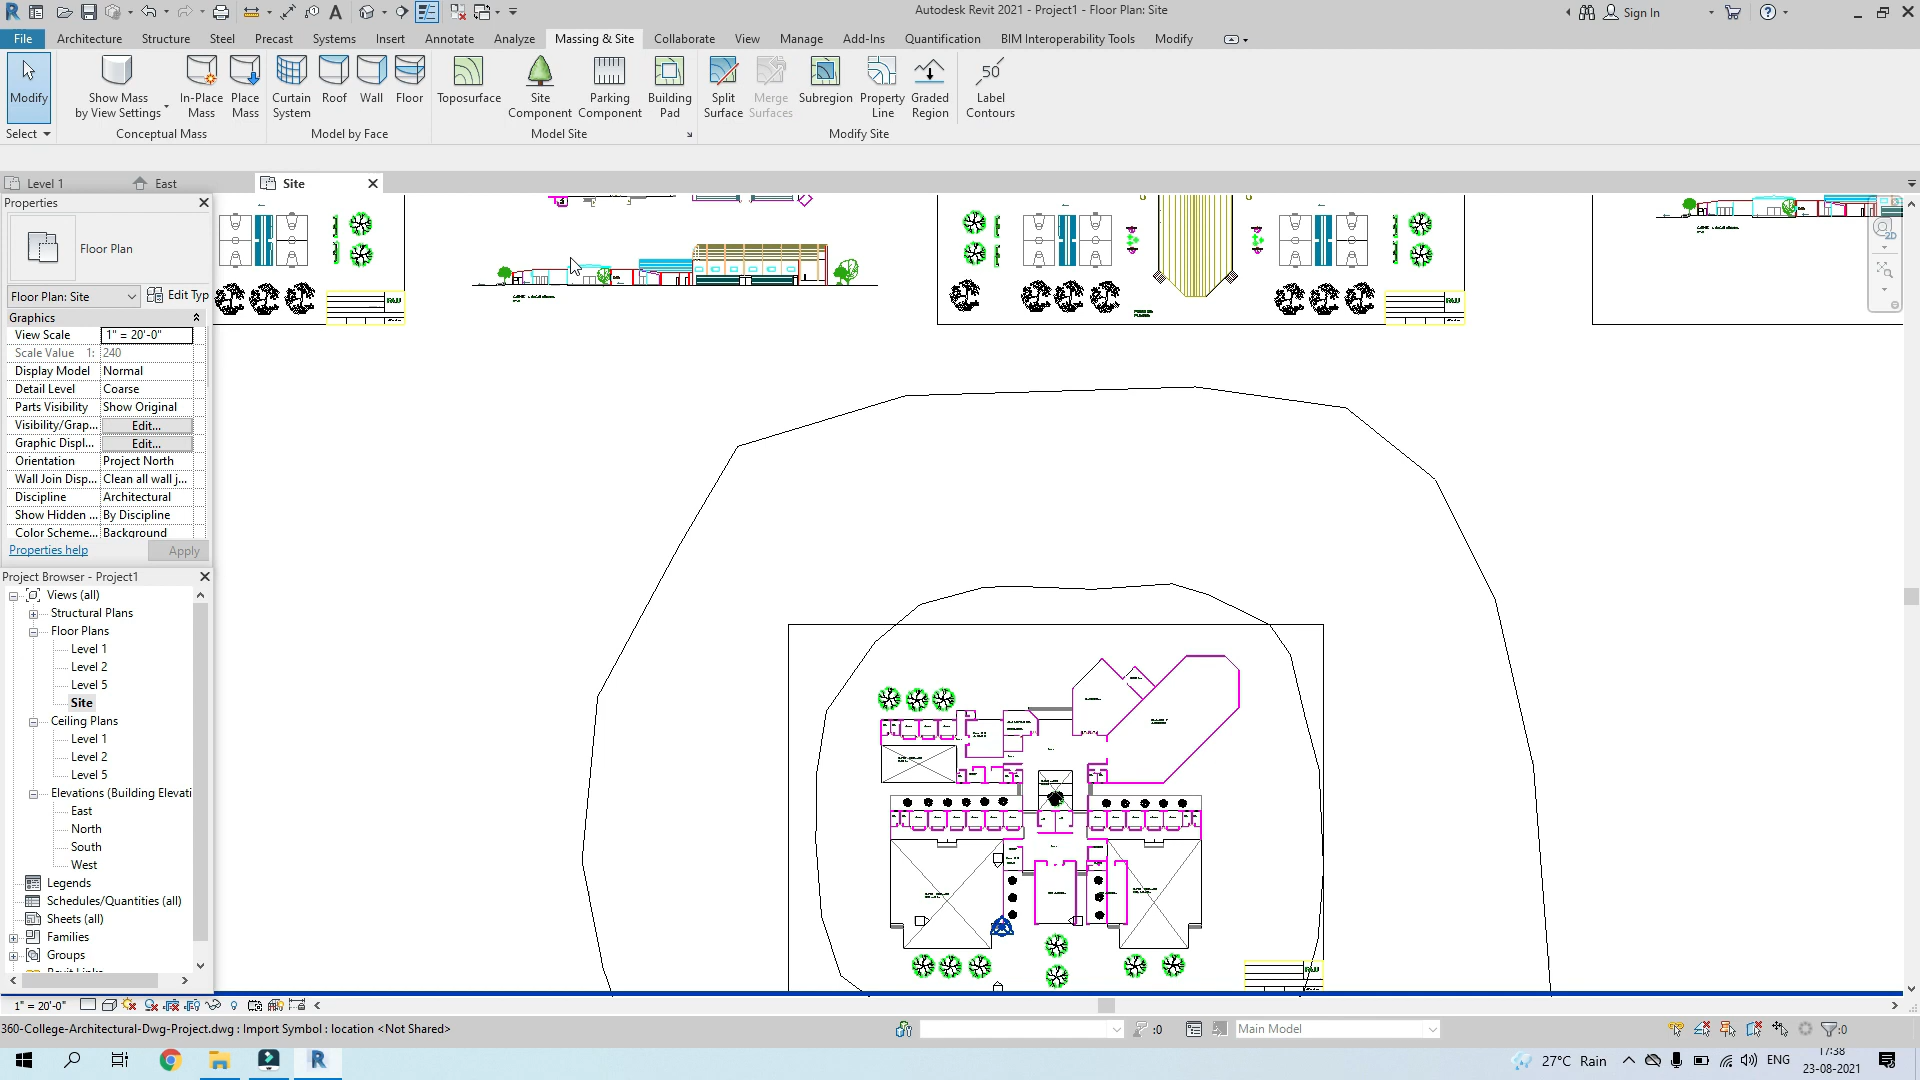 Autodesk Revit 2021 - Project1 - Floor Plan: Site
Sign In
File Architecture Structure Steel Precast Systems Insert Annotate Analyze Massing & Site Collaborate View Manage Add-Ins Quantification BIM Interoperability Tools Modify
Modify
Show Mass by View Settings
In-Place Mass
Place Mass
Curtain System
Roof
Wall
Floor
Toposurface
Site Component
Parking Component
Building Pad
Split Surface
Merge Surfaces
Subregion
Property Line
Graded Region
50
Label Contours
Select
Conceptual Mass
Model by Face
Model Site
Modify Site
Level 1
East
Site
Properties
Floor Plan
Floor Plan: Site
Edit Typ
Graphics
View Scale 1" = 20'-0"
Scale Value 1: 240
Display Model Normal
Detail Level Coarse
Parts Visibility Show Original
Visibility/Grap... Edit...
Graphic Displ... Edit...
Orientation Project North
Wall Join Disp... Clean all wall j...
Discipline Architectural
Show Hidden ... By Discipline
Color Scheme... Background
Properties help
Apply
Project Browser - Project1
Views (all)
Structural Plans
Floor Plans
Level 1
Level 2
Level 5
Site
Ceiling Plans
Level 1
Level 2
Level 5
Elevations (Building Elevati
East
North
South
West
Legends
Schedules/Quantities (all)
Sheets (all)
Families
Groups
Revit Links
2D
1" = 20'-0"
360-College-Architectural-Dwg-Project.dwg : Import Symbol : location <Not Shared>
:0
Main Model
:0
27°C Rain
ENG
17:38
23-08-2021